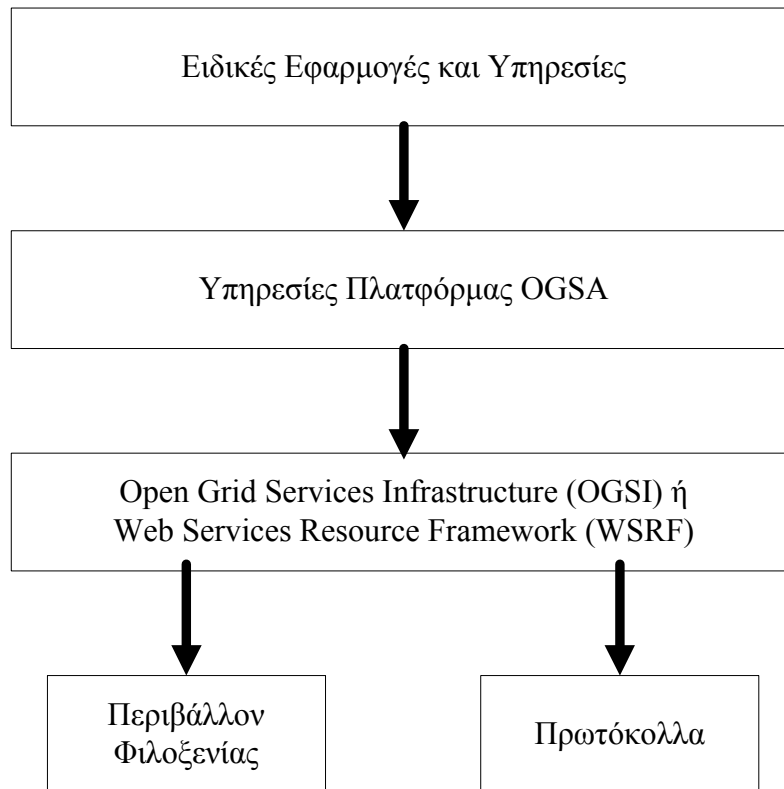 Ειδικές Εφαρμογές και Υπηρεσίες
Υπηρεσίες Πλατφόρμας OGSA
Open Grid Services Infrastructure (OGSI) ή
Web Services Resource Framework (WSRF)
Περιβάλλον
Φιλοξενίας
Πρωτόκολλα